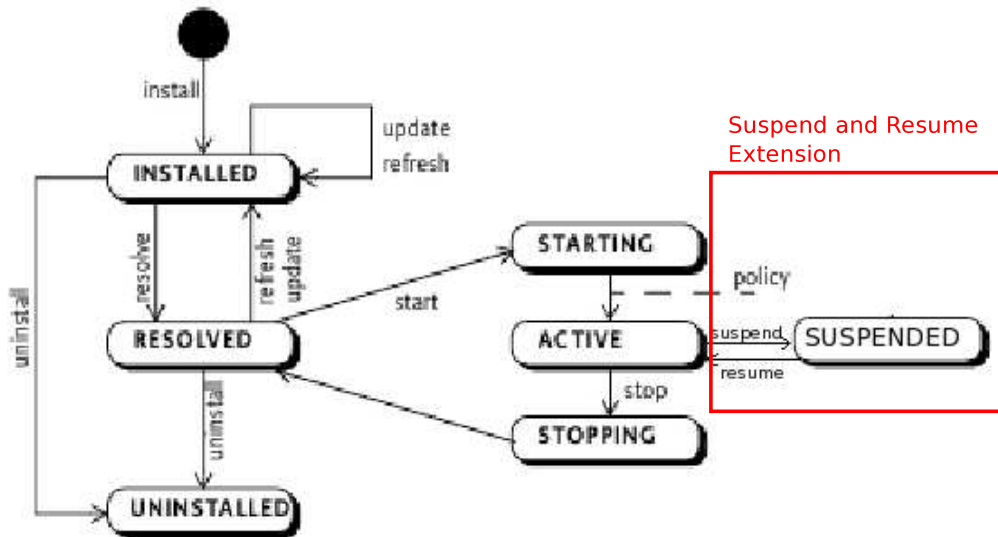 install
update
refresh
Suspend and Resume
Extension
INSTALLED
STARTING
policy
resolve
refresh
update
start
uninstall
RESOLVED
ACTIVE
suspend
SUSPENDED
resume
stop
uninstall
STOPPING
UNINSTALLED